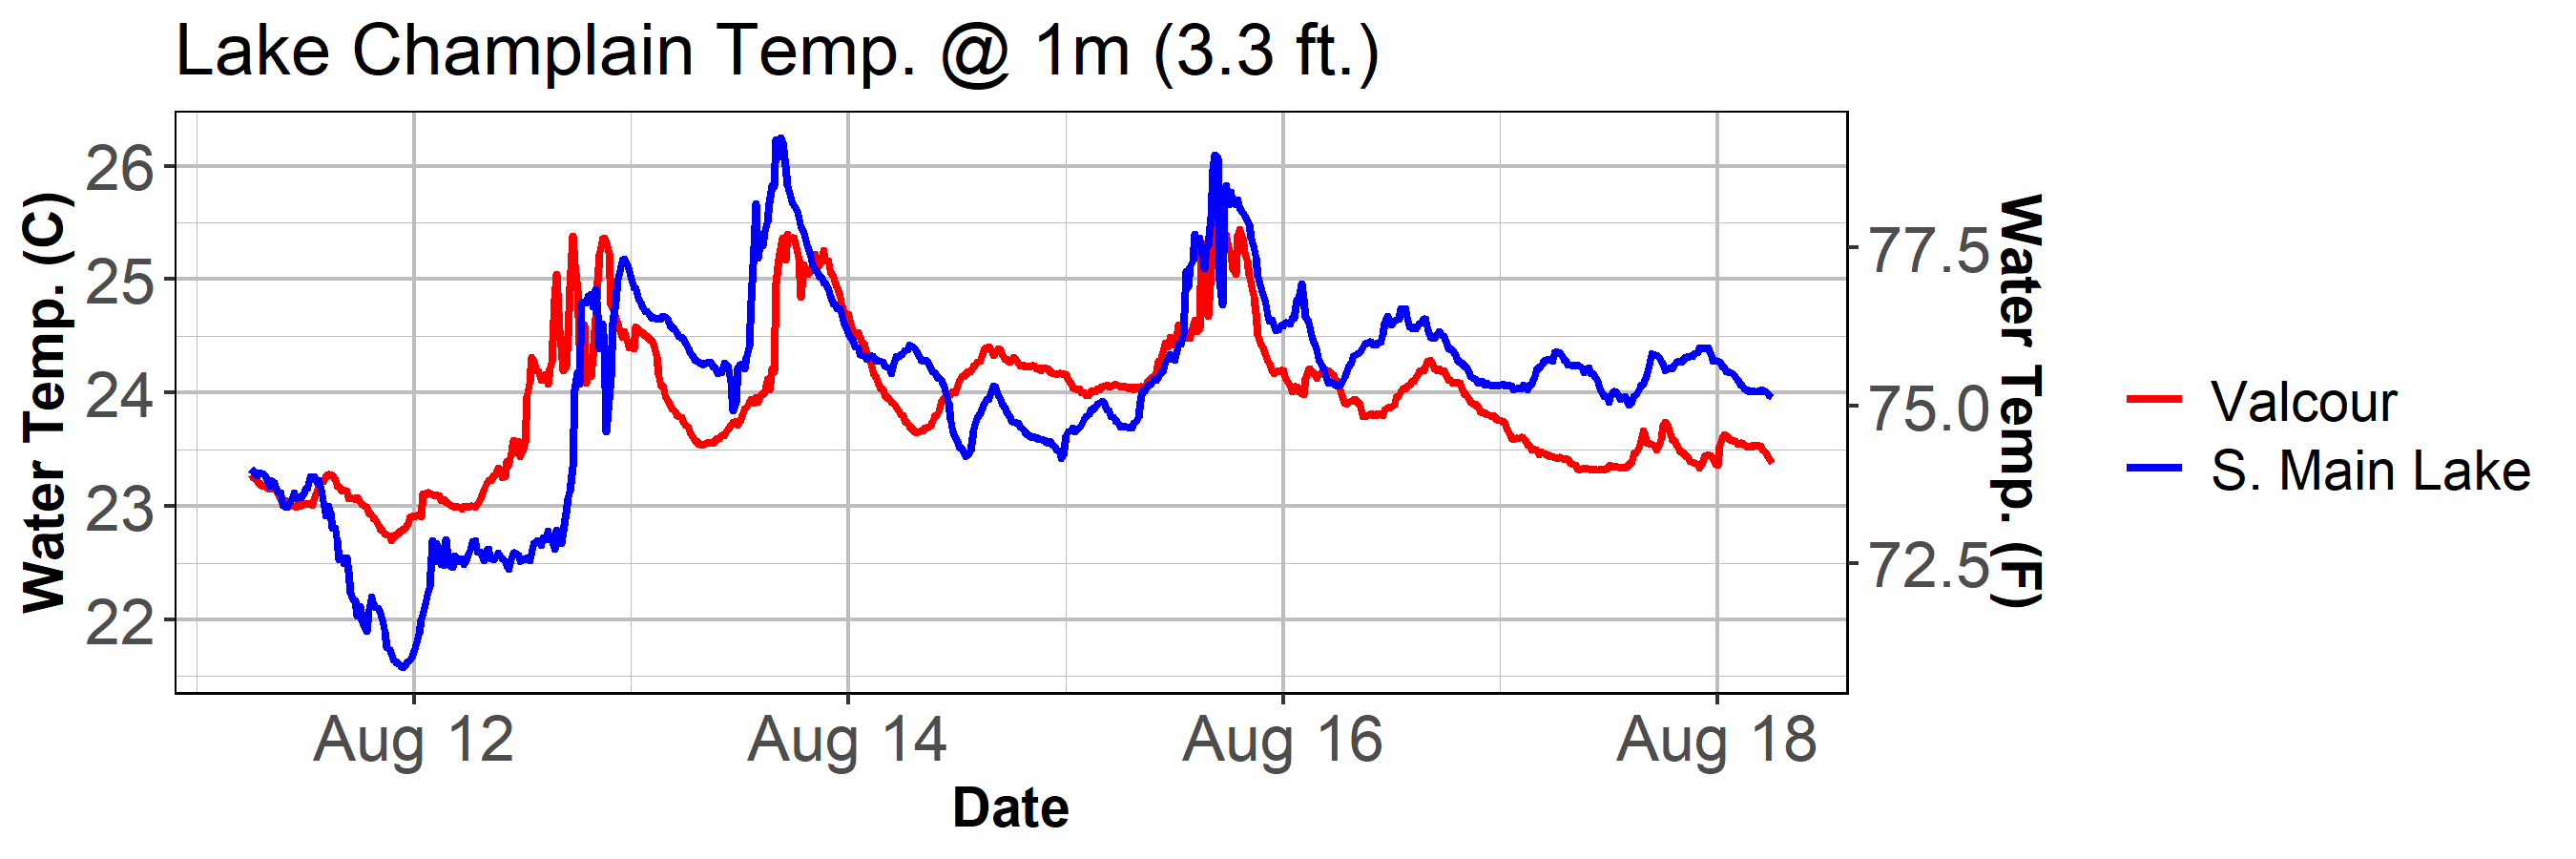 Lake Champlain Temp. @ 1m (3.3 ft.)
Water Temp. (C)
26
25
24
23
22
77.5
75.0
72.5
Water Temp. (F)
Aug 12
Aug 14
Aug 16
Aug 18
Date
Valcour
S. Main Lake